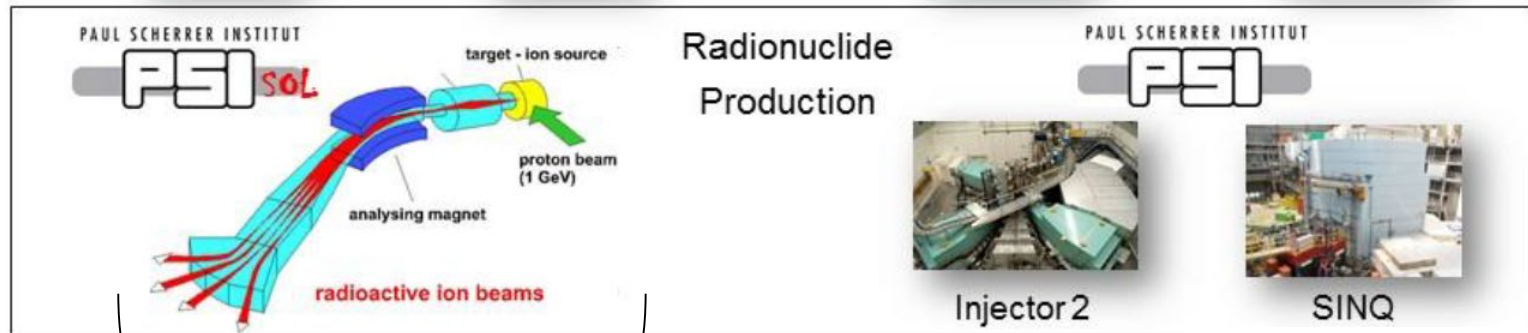 PAUL SCHERRER INSTITUT
PSI
SOL
target - ion source
proton beam
(1 GeV)
analysing magnet
radioactive ion beams
Radionuclide
Production
PAUL SCHERRER INSTITUT
PSI
Injector 2
SINQ